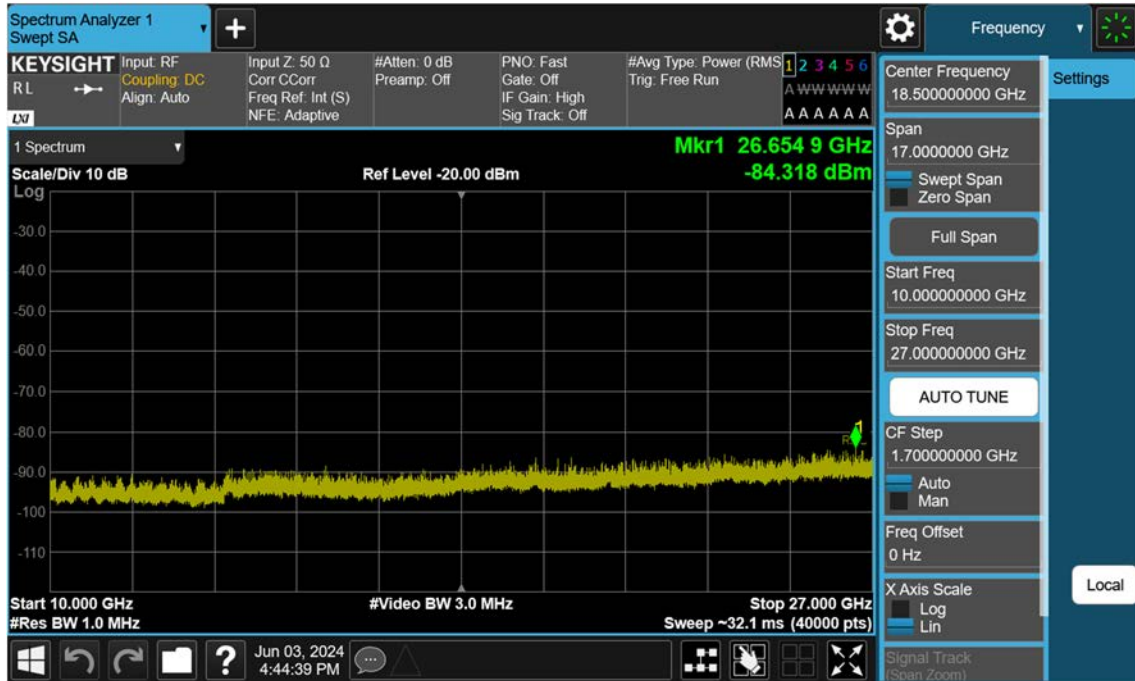 Spectrum Analyzer 1
Swept SA
+
Frequency
KEYSIGHT
RL
LXI
Input: RF
Coupling: DC
Align: Auto
Input Z: 50 Ω
Corr CCorr
Freq Ref: Int (S)
NFE: Adaptive
#Atten: 0 dB
Preamp: Off
PNO: Fast
Gate: Off
IF Gain: High
Sig Track: Off
#Avg Type: Power (RMS
Trig: Free Run
1 2 3 4 5 6
A W W W W W
A A A A A A
1 Spectrum
Scale/Div 10 dB
Log
Ref Level -20.00 dBm
Mkr1 26.654 9 GHz
-84.318 dBm
-30.0
-40.0
-50.0
-60.0
-70.0
-80.0
-90.0
-100
-110
1
Start 10.000 GHz
#Res BW 1.0 MHz
#Video BW 3.0 MHz
Stop 27.000 GHz
Sweep ~32.1 ms (40000 pts)
Center Frequency
18.500000000 GHz
Span
17.0000000 GHz
Swept Span
Zero Span
Full Span
Start Freq
10.000000000 GHz
Stop Freq
27.000000000 GHz
AUTO TUNE
CF Step
1.700000000 GHz
Auto
Man
Freq Offset
0 Hz
X Axis Scale
Log
Lin
Signal Track
(Span Zoom)
Settings
Local
?
Jun 03, 2024
4:44:39 PM